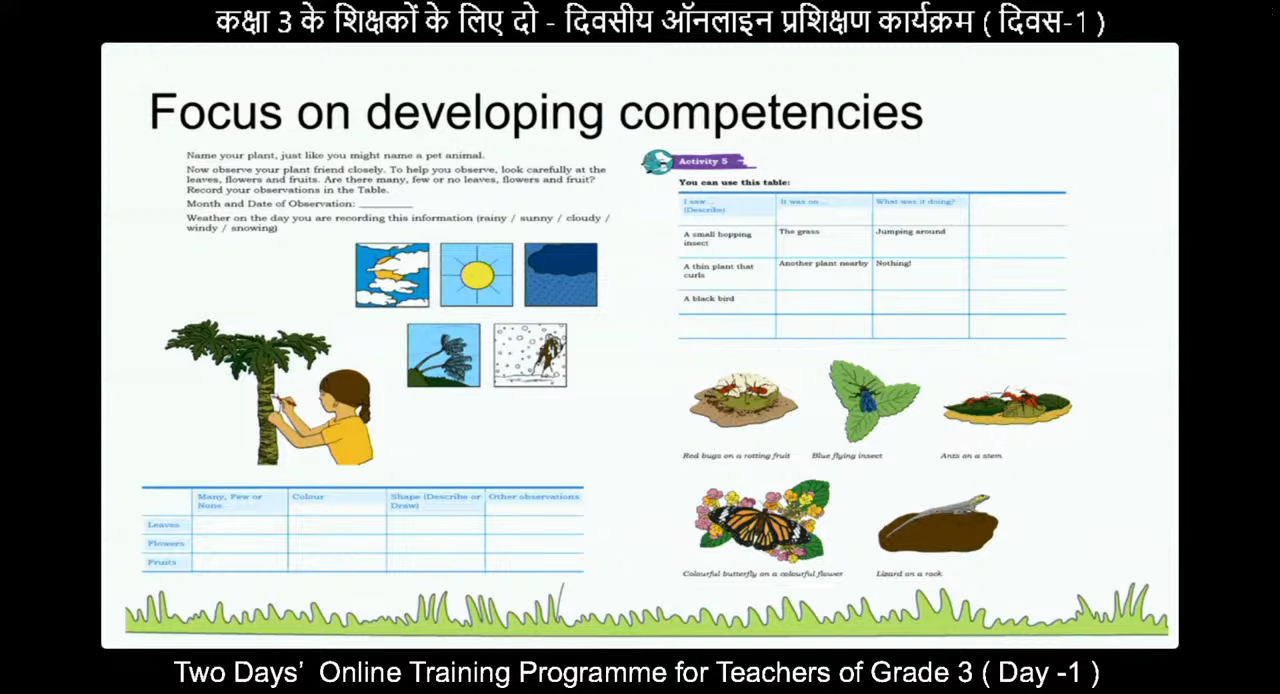 कक्षा 3 के शिक्षकों के लिए दो - दिवसीय ऑनलाइन प्रशिक्षण कार्यक्रम ( दिवस-1 )
Focus on developing competencies
Name your plant, just like you might name a pet animal.
Now observe your plant friend closely. To help you observe, look carefully at the
leaves, flowers and fruits. Are there many, few or no leaves, flowers and fruit?
Record your observations in the Table.
Month and Date of Observation: __________
Weather on the day you are recording this information (rainy / sunny / cloudy /
windy / snowing)
Many, Few or
None
Colour
Shape (Describe or
Draw)
Other observations
Leaves
Flowers
Fruits
Activity 5
You can use this table:
I saw...
(Describe)
It was on...
What was it doing?
A small hopping
insect
The grass
Jumping around
A thin plant that
curls
Another plant nearby
Nothing!
A black bird
Red bugs on a rotting fruit
Blue flying insect
Ants on a stem
Colourful butterfly on a colourful flower
Lizard on a rock
Two Days’ Online Training Programme for Teachers of Grade 3 ( Day -1 )